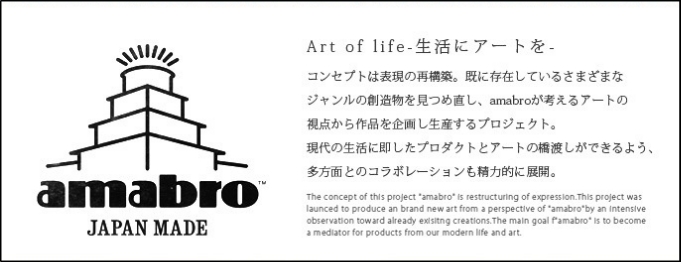 amabro™
JAPAN MADE
Art of life-生活にアートを-
コンセプトは表現の再構築。既に存在しているさまざまな
ジャンルの創造物を見つめ直し、amabroが考えるアートの
視点から作品を企画し生産するプロジェクト。
現代の生活に即したプロダクトとアートの橋渡しができるよう、
多方面とのコラボレーションも精力的に展開。
The concept of this project "amabro" is restructuring of expression.This project was
launced to produce an brand new art from a perspective of "amabro"by an intensive
observation toward already exisitng creations.The main goal f"amabro" is to become
a mediator for products from our modern life and art.